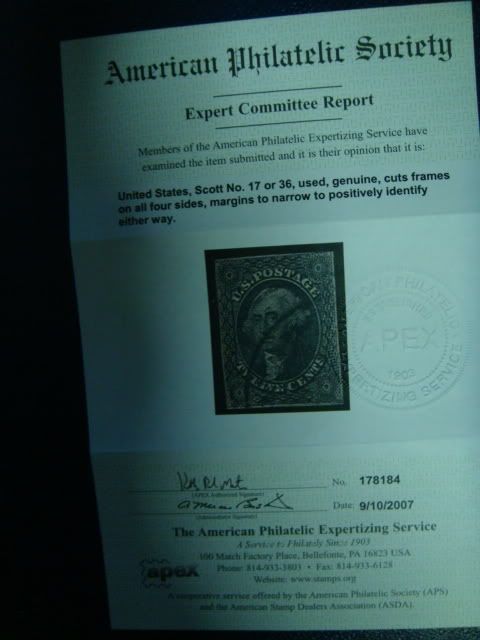 American Philatelic Society
Expert Committee Report
Members of the American Philatelic Expertizing Service have
examined the item submitted and it is their opinion that it is:
United States, Scott No. 17 or 36, used, genuine, cuts frames
on all four sides, margins to narrow to positively identify
either way.
U.S. POSTAGE
TWELVE CENTS
APEX
1903
No. 178184
(APEX Authorized Signature)
Date: 9/10/2007
(Administrator Signature)
The American Philatelic Expertizing Service
A Service to Philately Since 1903
100 Match Factory Place, Bellefonte, PA 16823 USA
Phone: 814-933-3803 • Fax: 814-933-6128
Website: www.stamps.org
apex
A cooperative service offered by the American Philatelic Society (APS)
and the American Stamp Dealers Association (ASDA).